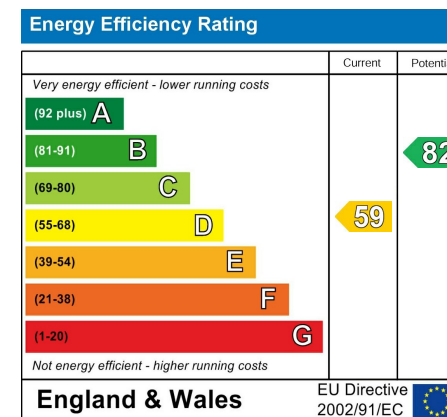 Energy Efficiency Rating
Current Potenti
Very energy efficient - lower running costs
(92 plus) A
(81-91) B
82
(69-80) C
(55-68) D
59
(39-54) E
(21-38) F
(1-20) G
Not energy efficient - higher running costs
England & Wales
EU Directive
2002/91/EC